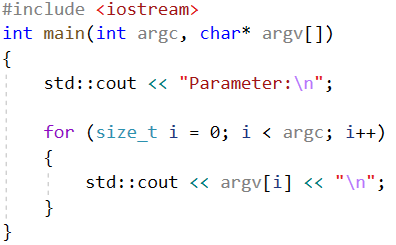 #include <iostream>
int main(int argc, char* argv[])
{
    std::cout << "Parameter:\n";

    for (size_t i = 0; i < argc; i++)
    {
        std::cout << argv[i] << "\n";
    }
}